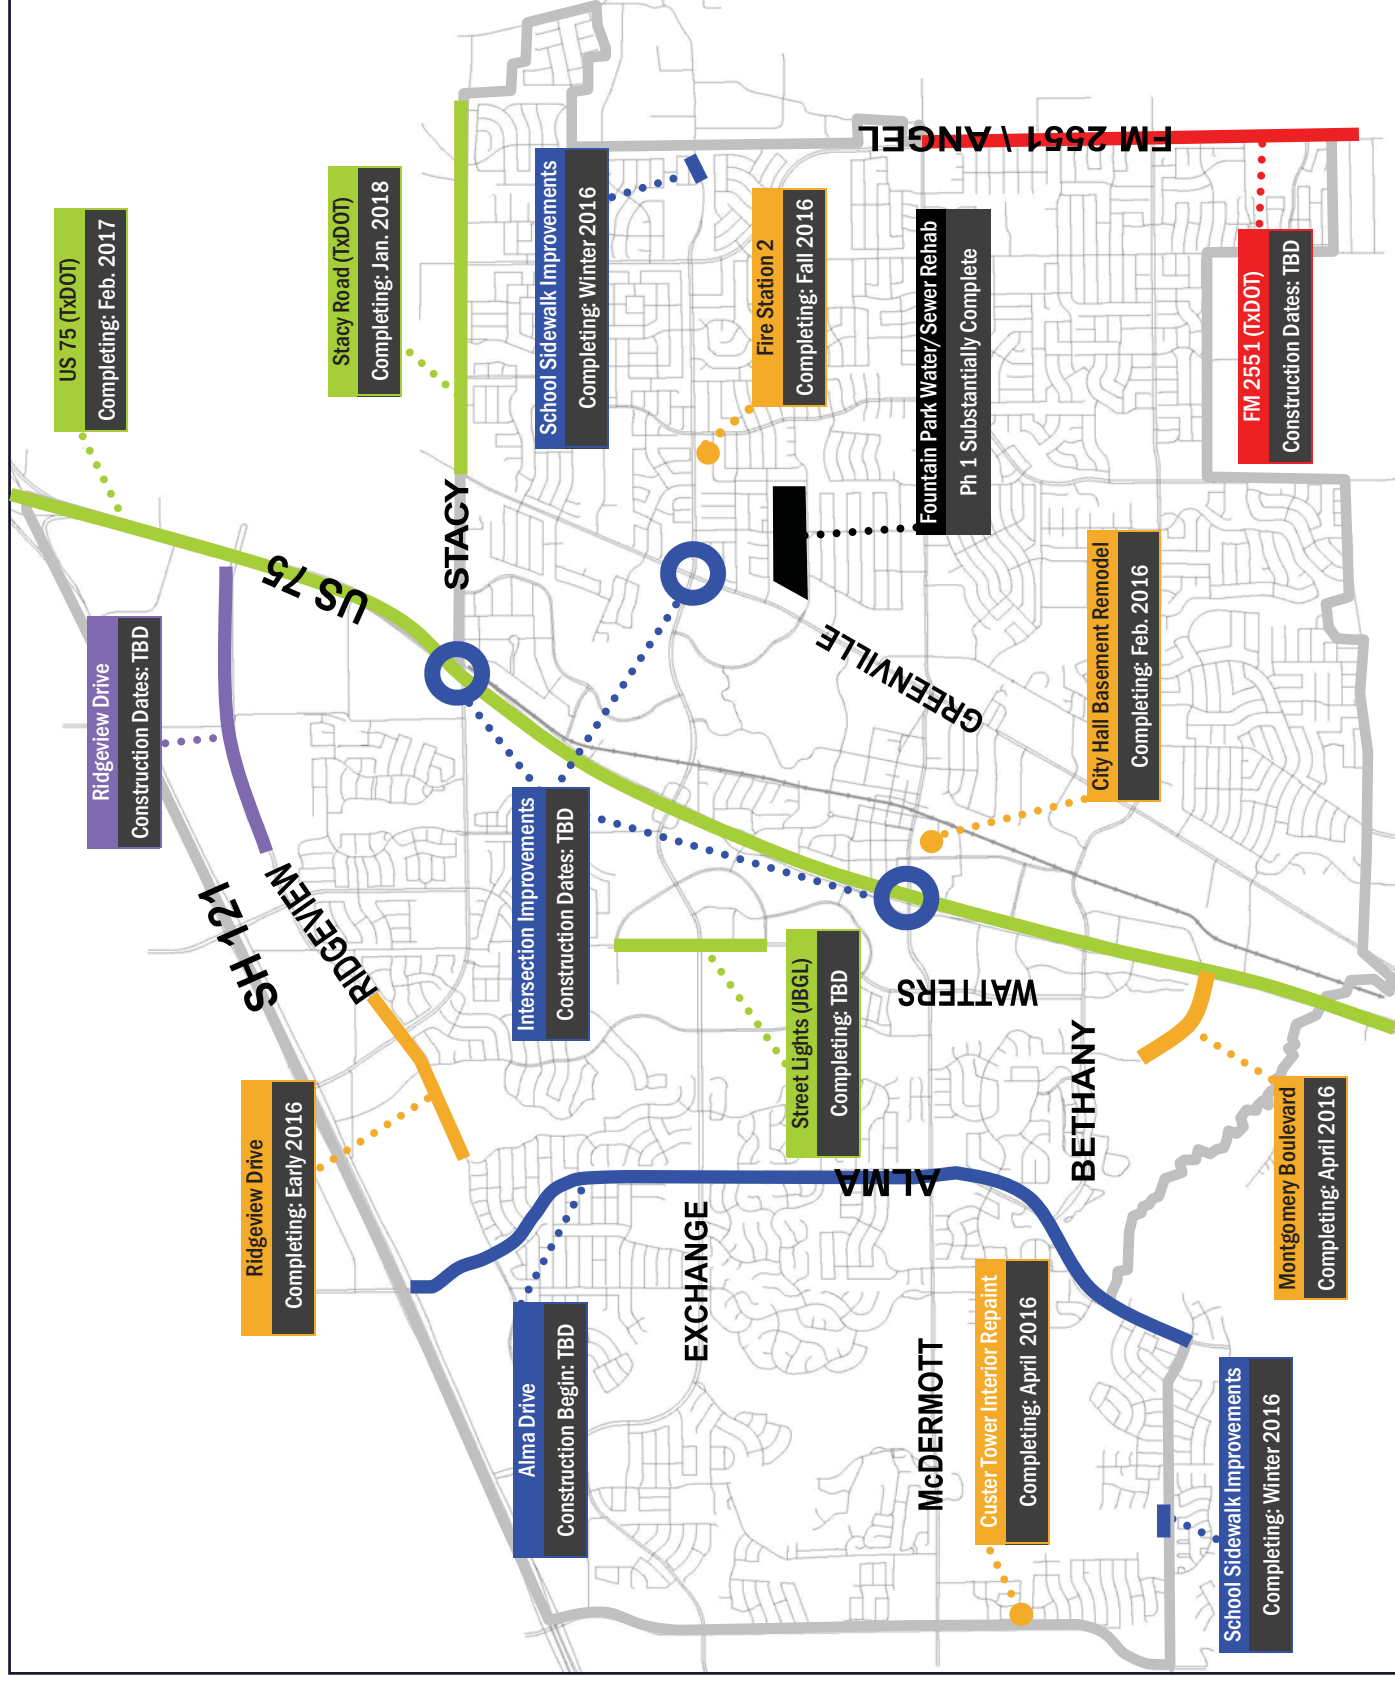 US 75 (TxDOT)
Completing: Feb. 2017
Stacy Road (TxDOT)
Completing: Jan. 2018
School Sidewalk Improvements
Completing: Winter 2016
Fire Station 2
Completing: Fall 2016
Fountain Park Water/Sewer Rehab
Ph 1 Substantially Complete
FM 2551 \ ANGEL
FM 2551 (TxDOT)
Construction Dates: TBD
US 75
STACY
GREENVILLE
Ridgeview Drive
Construction Dates: TBD
Intersection Improvements
Construction Dates: TBD
City Hall Basement Remodel
Completing: Feb. 2016
SH 121
RIDGEVIEW
Street Lights (JBGL)
Completing: TBD
WATTERS
BETHANY
Ridgeview Drive
Completing: Early 2016
ALMA
EXCHANGE
Montgomery Boulevard
Completing: April 2016
Alma Drive
Construction Begin: TBD
McDERMOTT
Custer Tower Interior Repaint
Completing: April 2016
School Sidewalk Improvements
Completing: Winter 2016